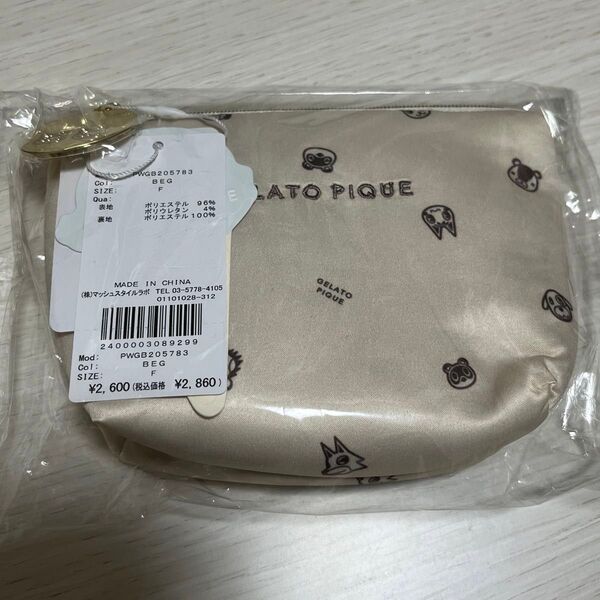 PWGB205783
Col: BEG
SIZE: F
Qua:
表地 ポリエステル 96%
ポリウレタン 4%
裏地 ポリエステル 100%
MADE IN CHINA
(株)マッシュスタイルラボ TEL 03-5778-4105
01101028-312
2400003089299
Mod: PWGB205783
Col: BEG
SIZE: F
¥2,600(税込価格 ¥2,860)
GELATO PIQUE
GELATO
PIQUE